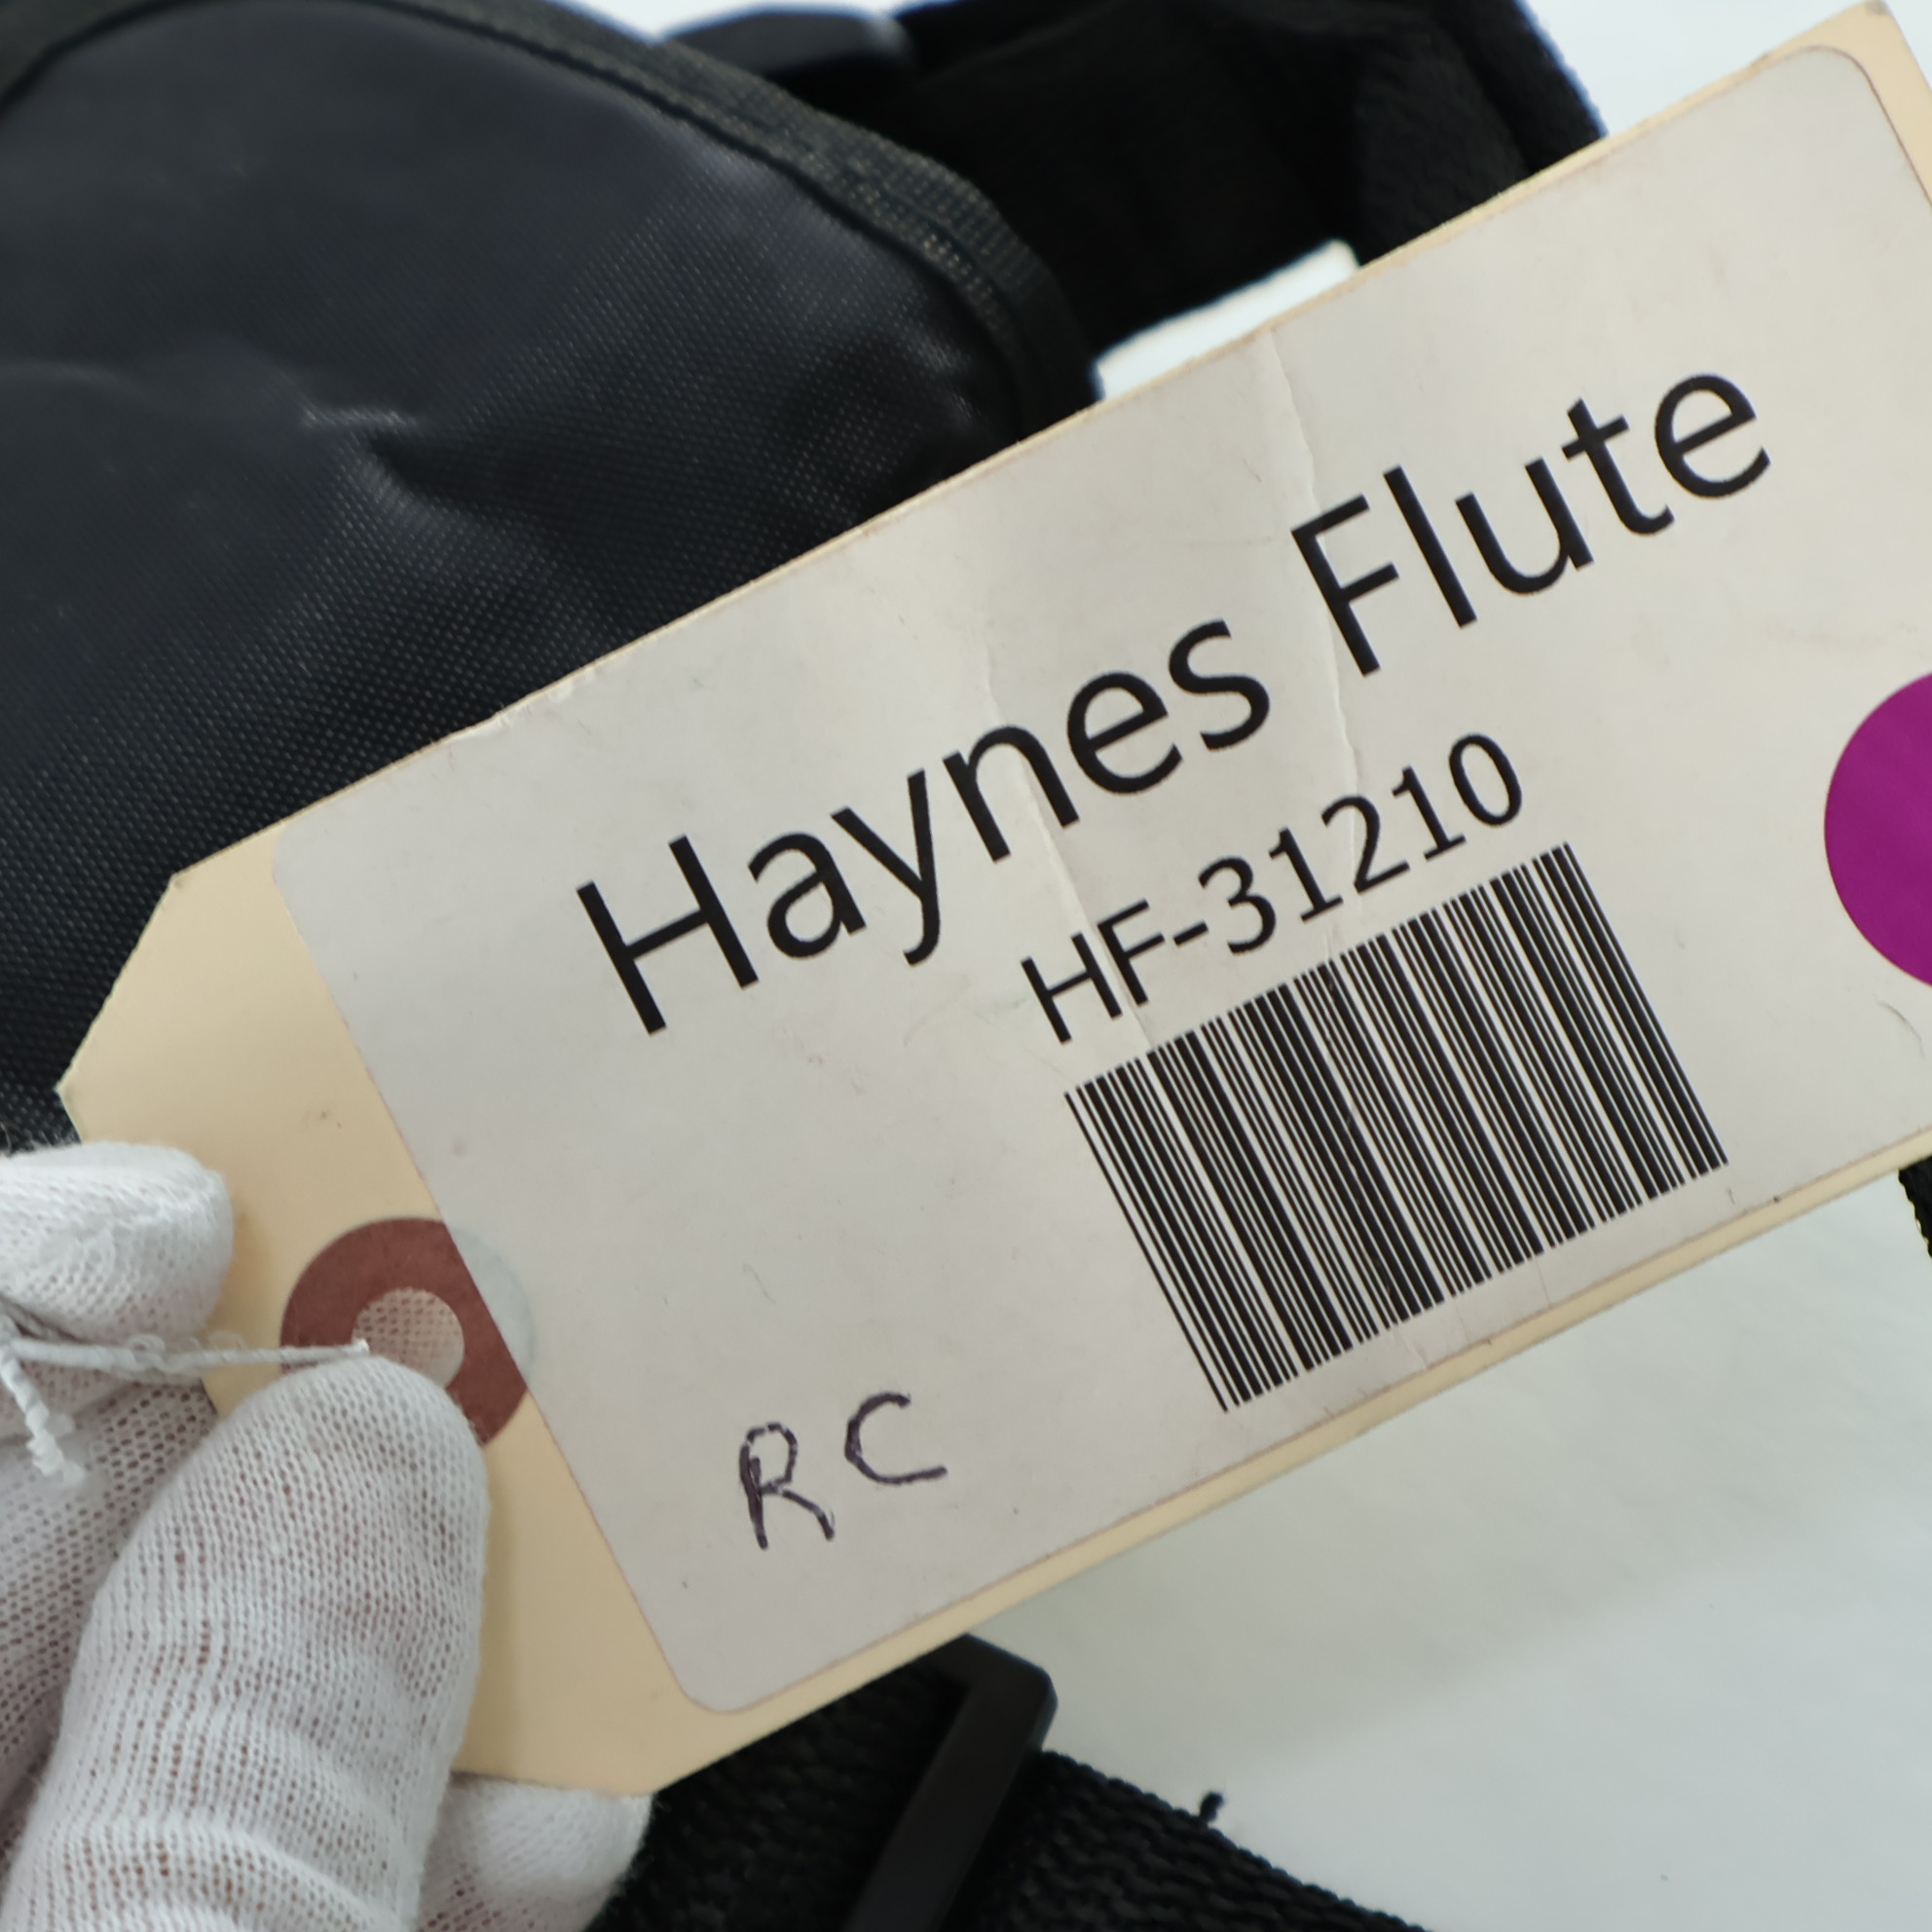 Haynes Flute
HF-31210
RC